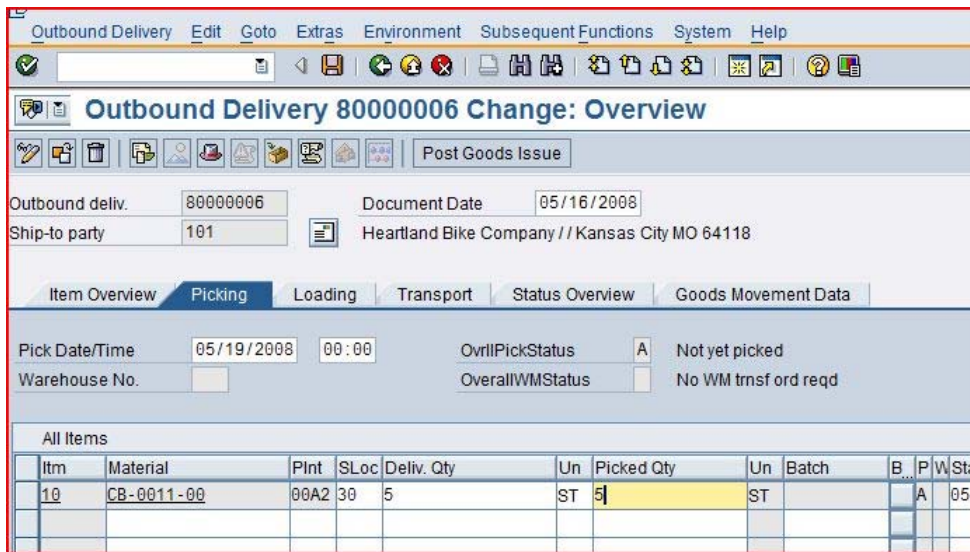 Outbound Delivery Edit Goto Extras Environment Subsequent Functions System Help
Outbound Delivery 80000006 Change: Overview
Post Goods Issue
Outbound deliv. 80000006 Document Date 05/16/2008
Ship-to party 101 Heartland Bike Company / / Kansas City MO 64118
Item Overview Picking Loading Transport Status Overview Goods Movement Data
Pick Date/Time 05/19/2008 00:00 OvrllPickStatus A Not yet picked
Warehouse No. OverallWMStatus No WM trnsf ord reqd
All Items
Itm Material Plnt SLoc Deliv. Qty Un Picked Qty Un Batch B... P W Sta
10 CB-0011-00 00A2 30 5 ST 5 ST A 05